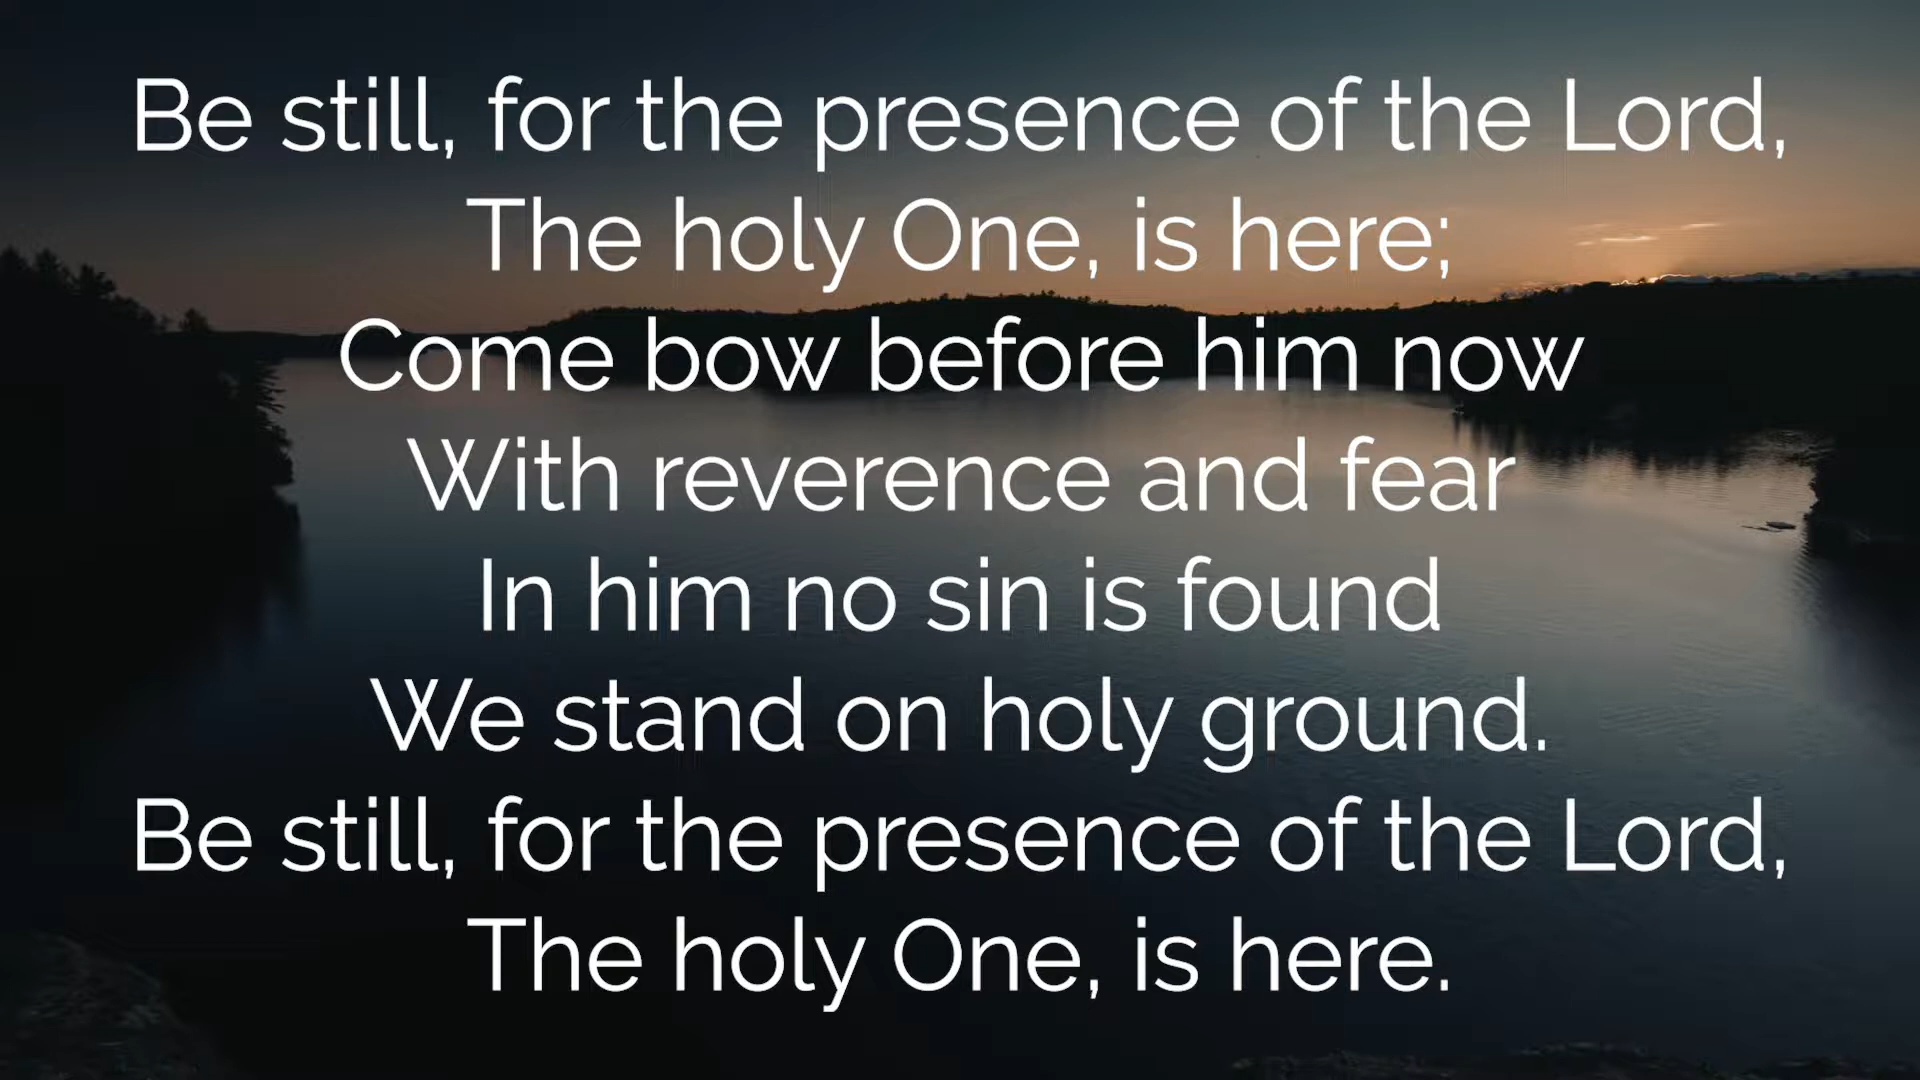 Be still, for the presence of the Lord,
The holy One, is here;
Come bow before him now
With reverence and fear
In him no sin is found
We stand on holy ground.
Be still, for the presence of the Lord,
The holy One, is here.